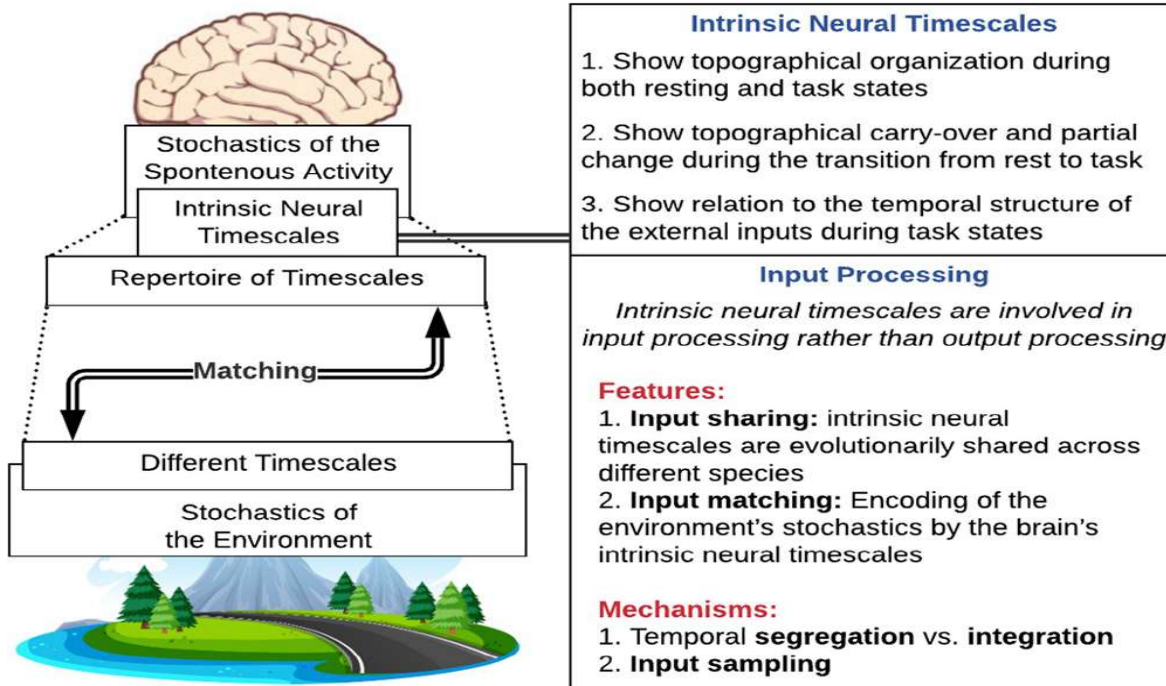 Stochastics of the
Spontenous Activity
Intrinsic Neural
Timescales
Repertoire of Timescales
Matching
Different Timescales
Stochastics of
the Environment
Intrinsic Neural Timescales
1. Show topographical organization during
both resting and task states
2. Show topographical carry-over and partial
change during the transition from rest to task
3. Show relation to the temporal structure of
the external inputs during task states
Input Processing
Intrinsic neural timescales are involved in
input processing rather than output processing
Features:
1. Input sharing: intrinsic neural
timescales are evolutionarily shared across
different species
2. Input matching: Encoding of the
environment's stochastics by the brain's
intrinsic neural timescales
Mechanisms:
1. Temporal segregation vs. integration
2. Input sampling